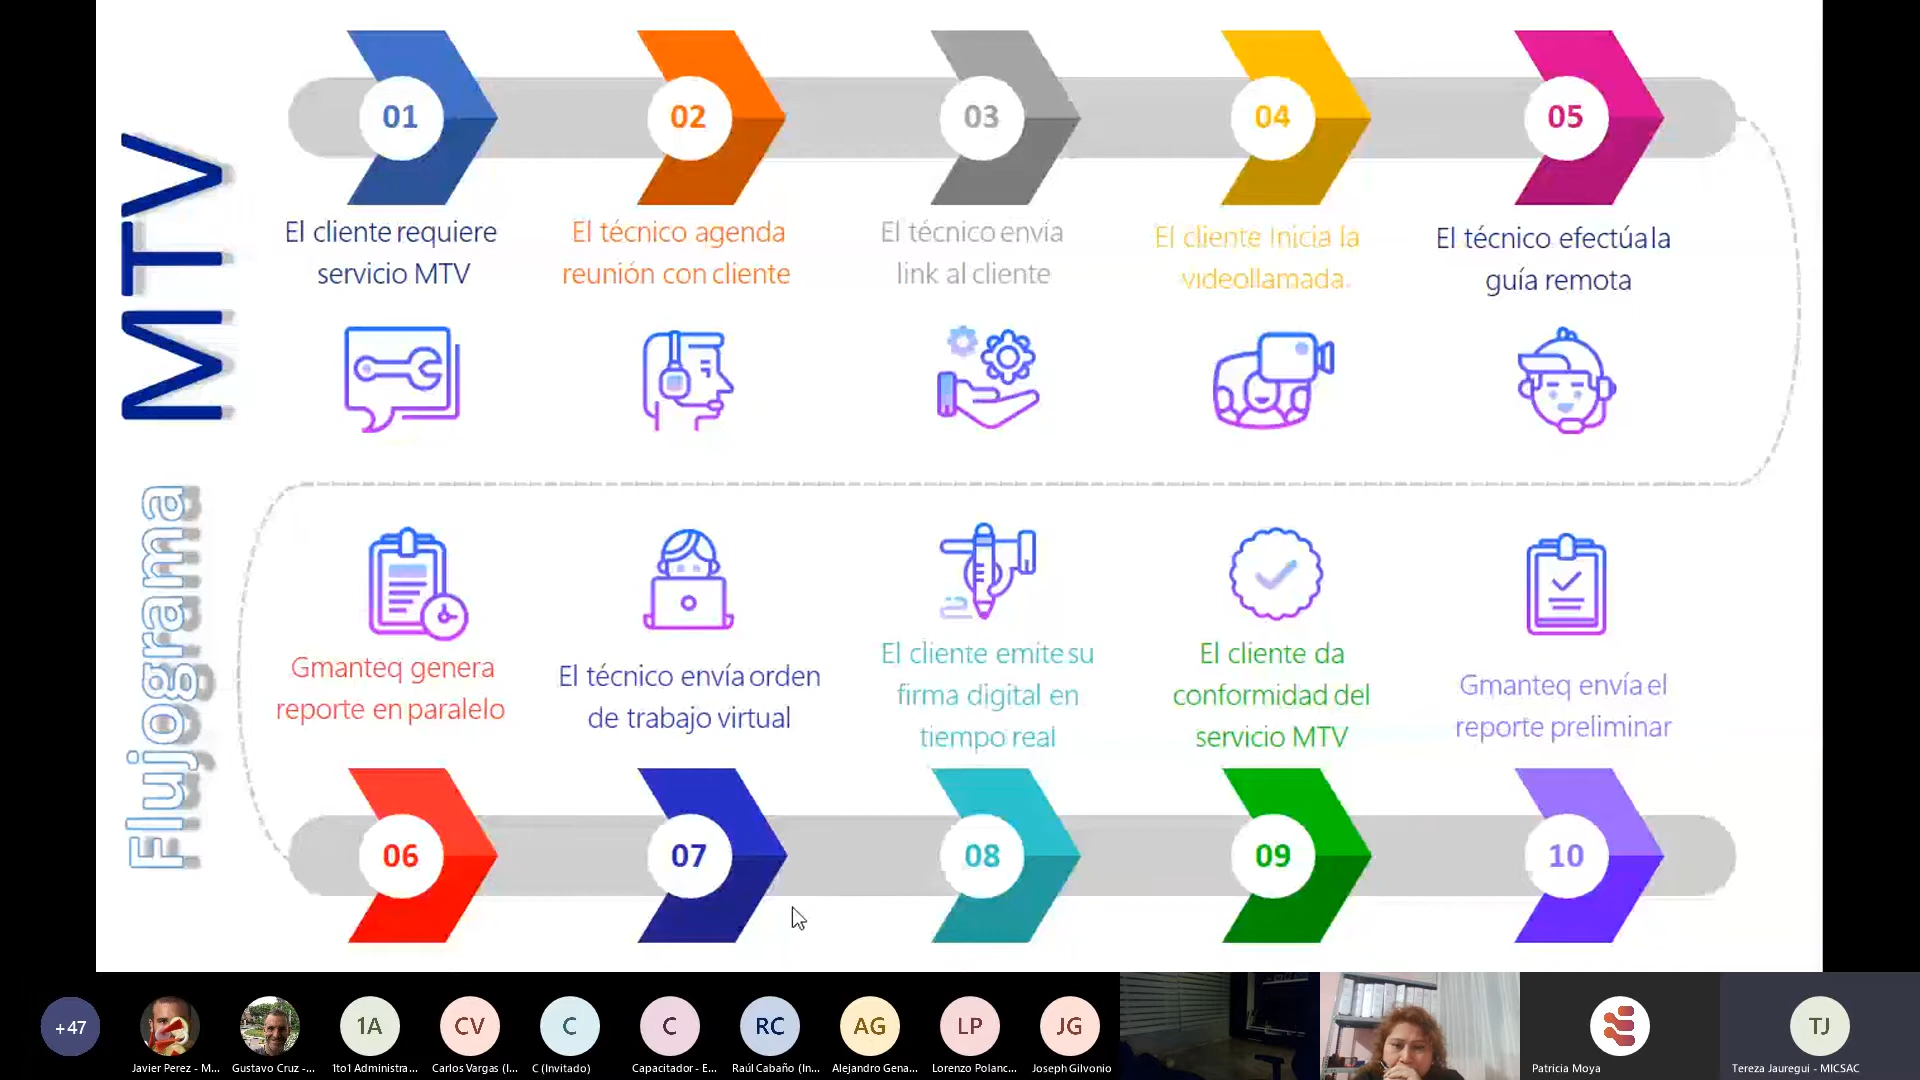 MTV
Flujograma
01
02
03
04
05
El cliente requiere
servicio MTV
El técnico agenda
reunión con cliente
El técnico envía
link al cliente
El cliente Inicia la
videollamada.
El técnico efectúa la
guía remota
Gmanteq genera
reporte en paralelo
El técnico envía orden
de trabajo virtual
El cliente emite su
firma digital en
tiempo real
El cliente da
conformidad del
servicio MTV
Gmanteq envía el
reporte preliminar
06
07
08
09
10
+47
1A
CV
C
C
RC
AG
LP
JG
TJ
Javier Perez - M...
Gustavo Cruz -...
1to1 Administra...
Carlos Vargas (I...
C (Invitado)
Capacitador - E...
Raúl Cabaño (In...
Alejandro Gena...
Lorenzo Polanc...
Joseph Gilvonio
Patricia Moya
Tereza Jauregui - MICSAC